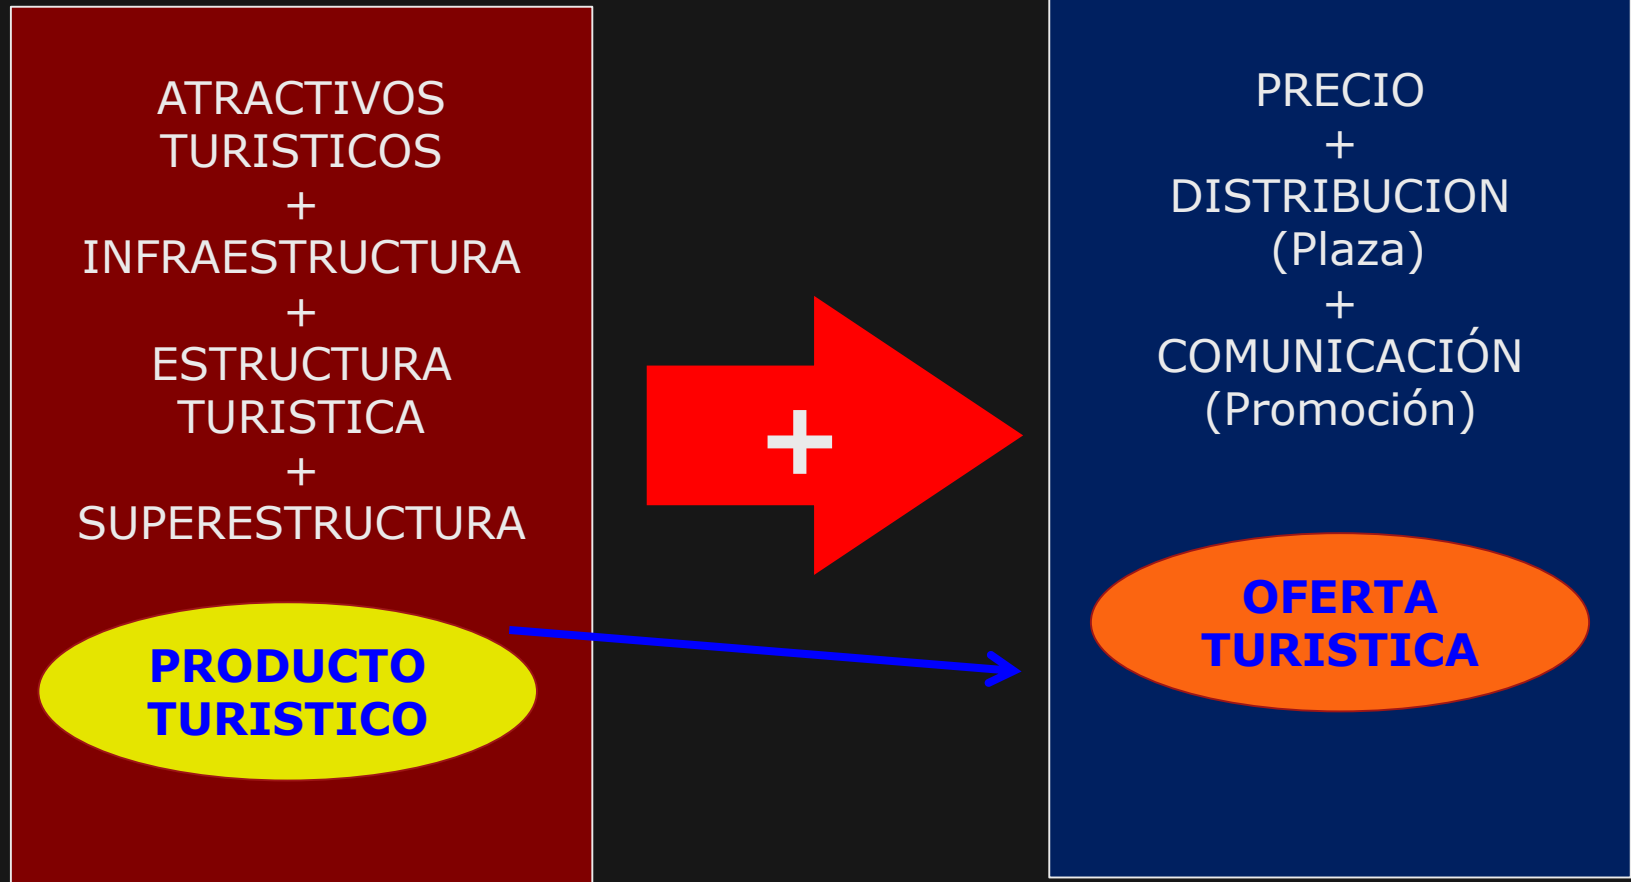 ATRACTIVOS
TURISTICOS
+
INFRAESTRUCTURA
+
ESTRUCTURA
TURISTICA
+
SUPERESTRUCTURA
PRODUCTO
TURISTICO
+
PRECIO
+
DISTRIBUCION
(Plaza)
+
COMUNICACIÓN
(Promoción)
OFERTA
TURISTICA